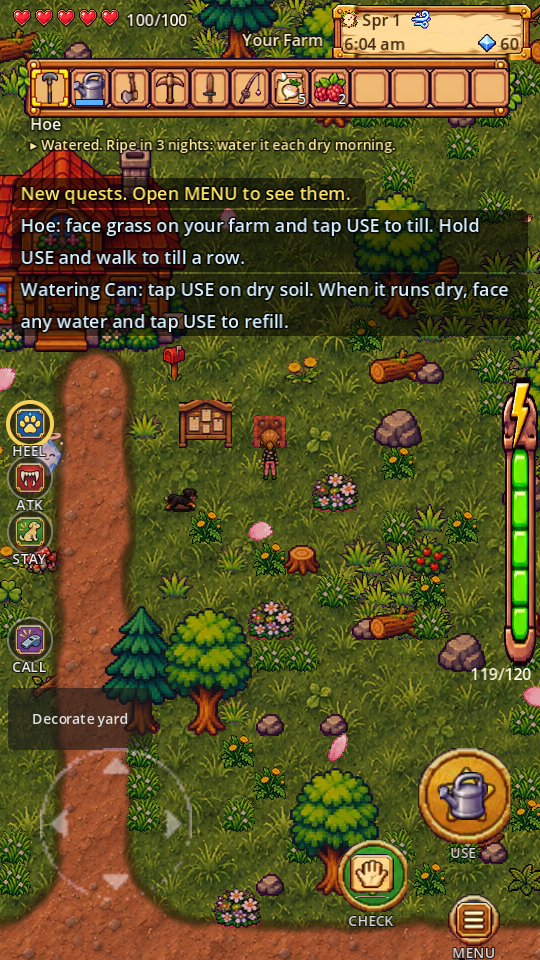 100/100
Spr 1
Your Farm
6:04 am
60
5
2
Hoe
▸ Watered. Ripe in 3 nights: water it each dry morning.
New quests. Open MENU to see them.
Hoe: face grass on your farm and tap USE to till. Hold
USE and walk to till a row.
Watering Can: tap USE on dry soil. When it runs dry, face
any water and tap USE to refill.
HEEL
ATK
STAY
CALL
119/120
Decorate yard
USE
CHECK
MENU